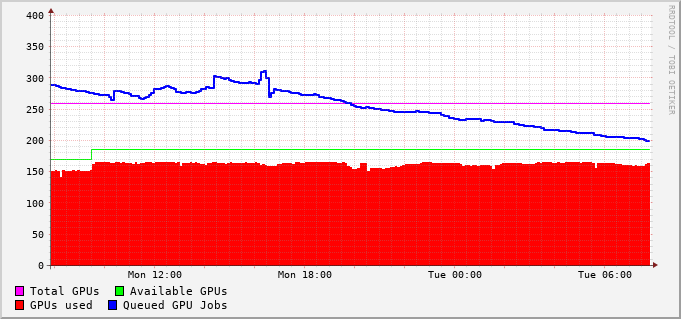 400
350
300
250
200
150
100
50
0
Mon 12:00 Mon 18:00 Tue 00:00 Tue 06:00
Total GPUs Available GPUs
GPUs used Queued GPU Jobs
RRDTOOL / TOBI OETIKER